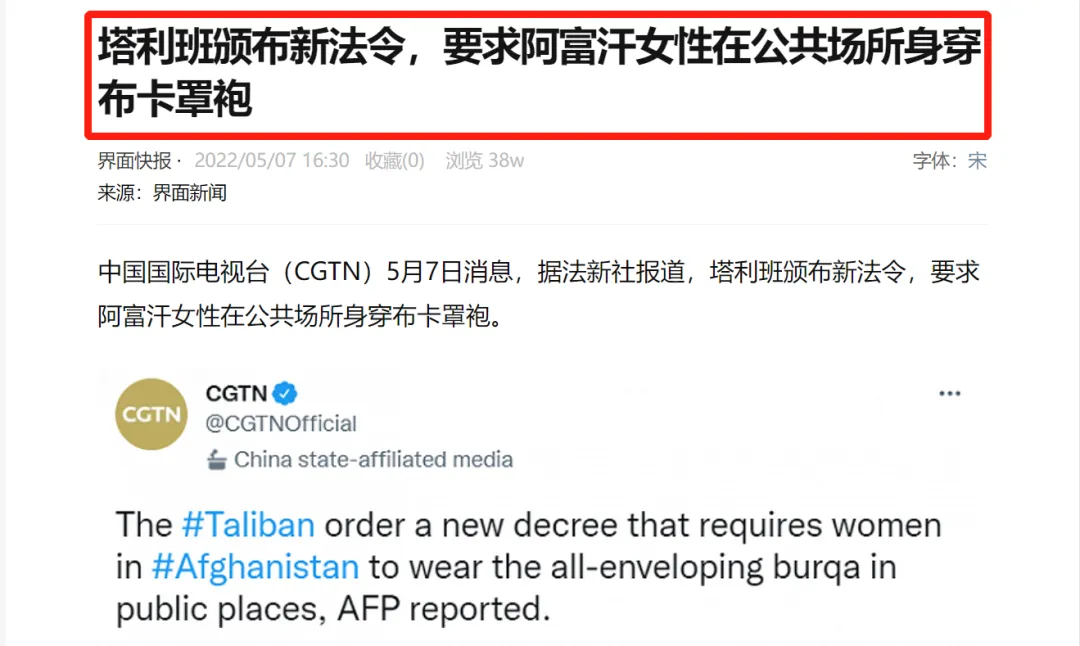 塔利班颁布新法令，要求阿富汗女性在公共场所身穿
布卡罩袍
界面快报 · 2022/05/07 16:30 收藏(0) 浏览 38w 字体：宋
来源：界面新闻
中国国际电视台（CGTN）5月7日消息，据法新社报道，塔利班颁布新法令，要求
阿富汗女性在公共场所身穿布卡罩袍。
CGTN
CGTN
@CGTNOfficial
China state-affiliated media
The #Taliban order a new decree that requires women
in #Afghanistan to wear the all-enveloping burqa in
public places, AFP reported.